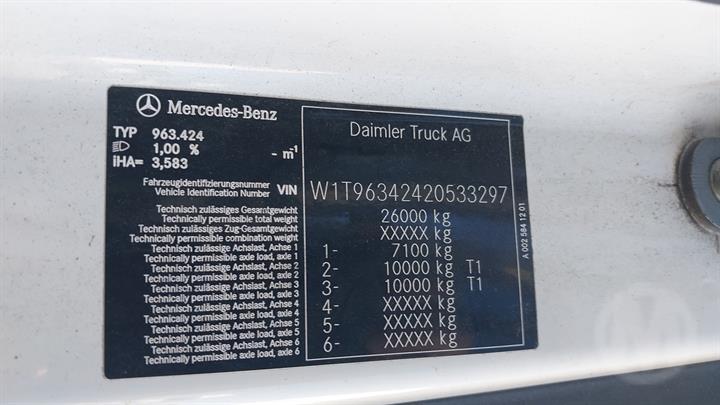 Mercedes-Benz
TYP 963.424
1,00 % - m⁻¹
iHA= 3,583
Fahrzeugidentifizierungsnummer
Vehicle Identification Number VIN
Technisch zulässiges Gesamtgewicht
Technically permissible total weight
Technisch zulässiges Zug-Gesamtgewicht
Technically permissible combination weight
Technisch zulässige Achslast, Achse 1
Technically permissible axle load, axle 1
Technisch zulässige Achslast, Achse 2
Technically permissible axle load, axle 2
Technisch zulässige Achslast, Achse 3
Technically permissible axle load, axle 3
Technisch zulässige Achslast, Achse 4
Technically permissible axle load, axle 4
Technisch zulässige Achslast, Achse 5
Technically permissible axle load, axle 5
Technisch zulässige Achslast, Achse 6
Technically permissible axle load, axle 6
Daimler Truck AG
W1T96342420533297
26000 kg
XXXXX kg
1- 7100 kg
2- 10000 kg T1
3- 10000 kg T1
4- XXXXX kg
5- XXXXX kg
6- XXXXX kg
A 002 584 12 01